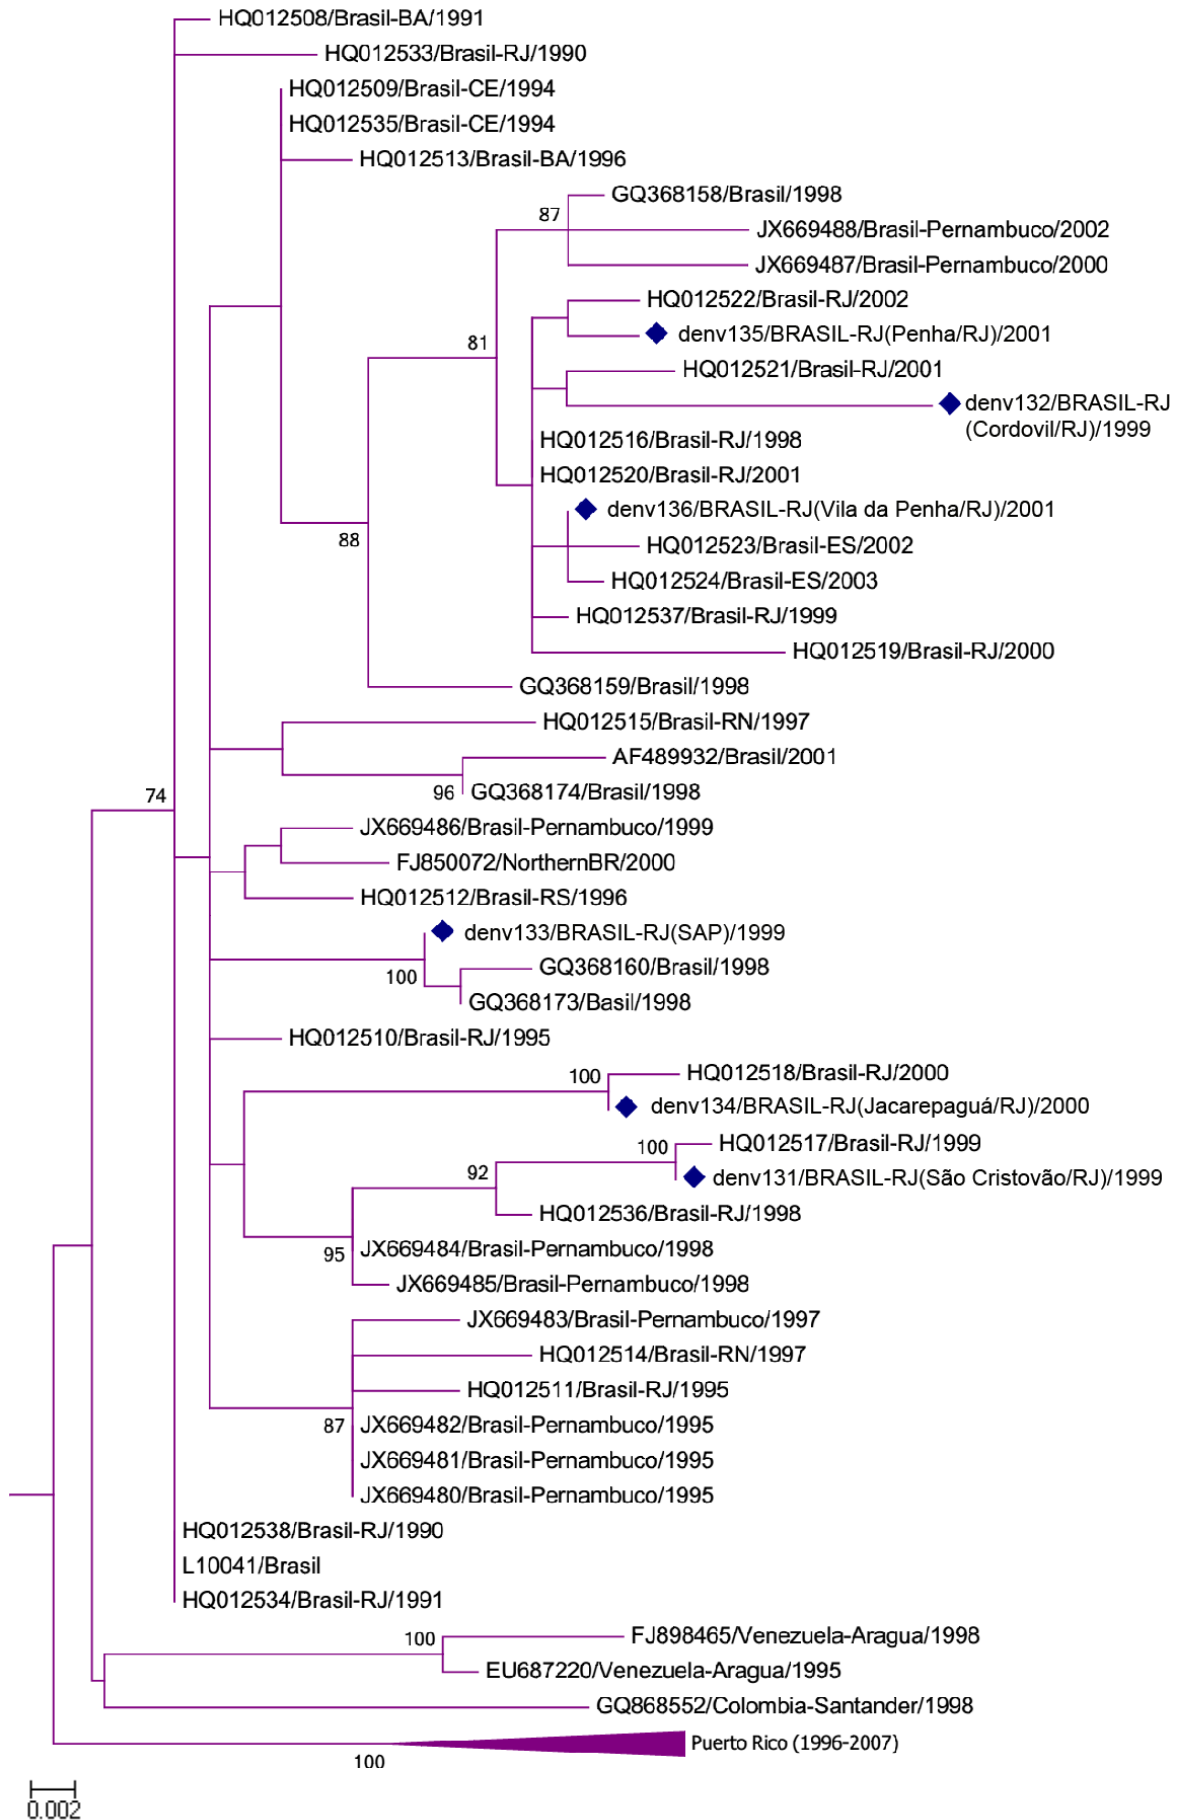 HQ012508/Brasil-BA/1991
HQ012533/Brasil-RJ/1990
HQ012509/Brasil-CE/1994
HQ012535/Brasil-CE/1994
HQ012513/Brasil-BA/1996
GQ368158/Brasil/1998
87
JX669488/Brasil-Pernambuco/2002
JX669487/Brasil-Pernambuco/2000
HQ012522/Brasil-RJ/2002
denv135/BRASIL-RJ(Penha/RJ)/2001
81
HQ012521/Brasil-RJ/2001
denv132/BRASIL-RJ
(Cordovil/RJ)/1999
HQ012516/Brasil-RJ/1998
HQ012520/Brasil-RJ/2001
denv136/BRASIL-RJ(Vila da Penha/RJ)/2001
88
HQ012523/Brasil-ES/2002
HQ012524/Brasil-ES/2003
HQ012537/Brasil-RJ/1999
HQ012519/Brasil-RJ/2000
GQ368159/Brasil/1998
HQ012515/Brasil-RN/1997
AF489932/Brasil/2001
96
GQ368174/Brasil/1998
74
JX669486/Brasil-Pernambuco/1999
FJ850072/NorthernBR/2000
HQ012512/Brasil-RS/1996
denv133/BRASIL-RJ(SAP)/1999
100
GQ368160/Brasil/1998
GQ368173/Basil/1998
HQ012510/Brasil-RJ/1995
100
HQ012518/Brasil-RJ/2000
denv134/BRASIL-RJ(Jacarepaguá/RJ)/2000
100
HQ012517/Brasil-RJ/1999
92
denv131/BRASIL-RJ(São Cristovão/RJ)/1999
HQ012536/Brasil-RJ/1998
95
JX669484/Brasil-Pernambuco/1998
JX669485/Brasil-Pernambuco/1998
JX669483/Brasil-Pernambuco/1997
HQ012514/Brasil-RN/1997
HQ012511/Brasil-RJ/1995
87
JX669482/Brasil-Pernambuco/1995
JX669481/Brasil-Pernambuco/1995
JX669480/Brasil-Pernambuco/1995
HQ012538/Brasil-RJ/1990
L10041/Brasil
HQ012534/Brasil-RJ/1991
100
FJ898465/Venezuela-Aragua/1998
EU687220/Venezuela-Aragua/1995
GQ868552/Colombia-Santander/1998
Puerto Rico (1996-2007)
100
0.002